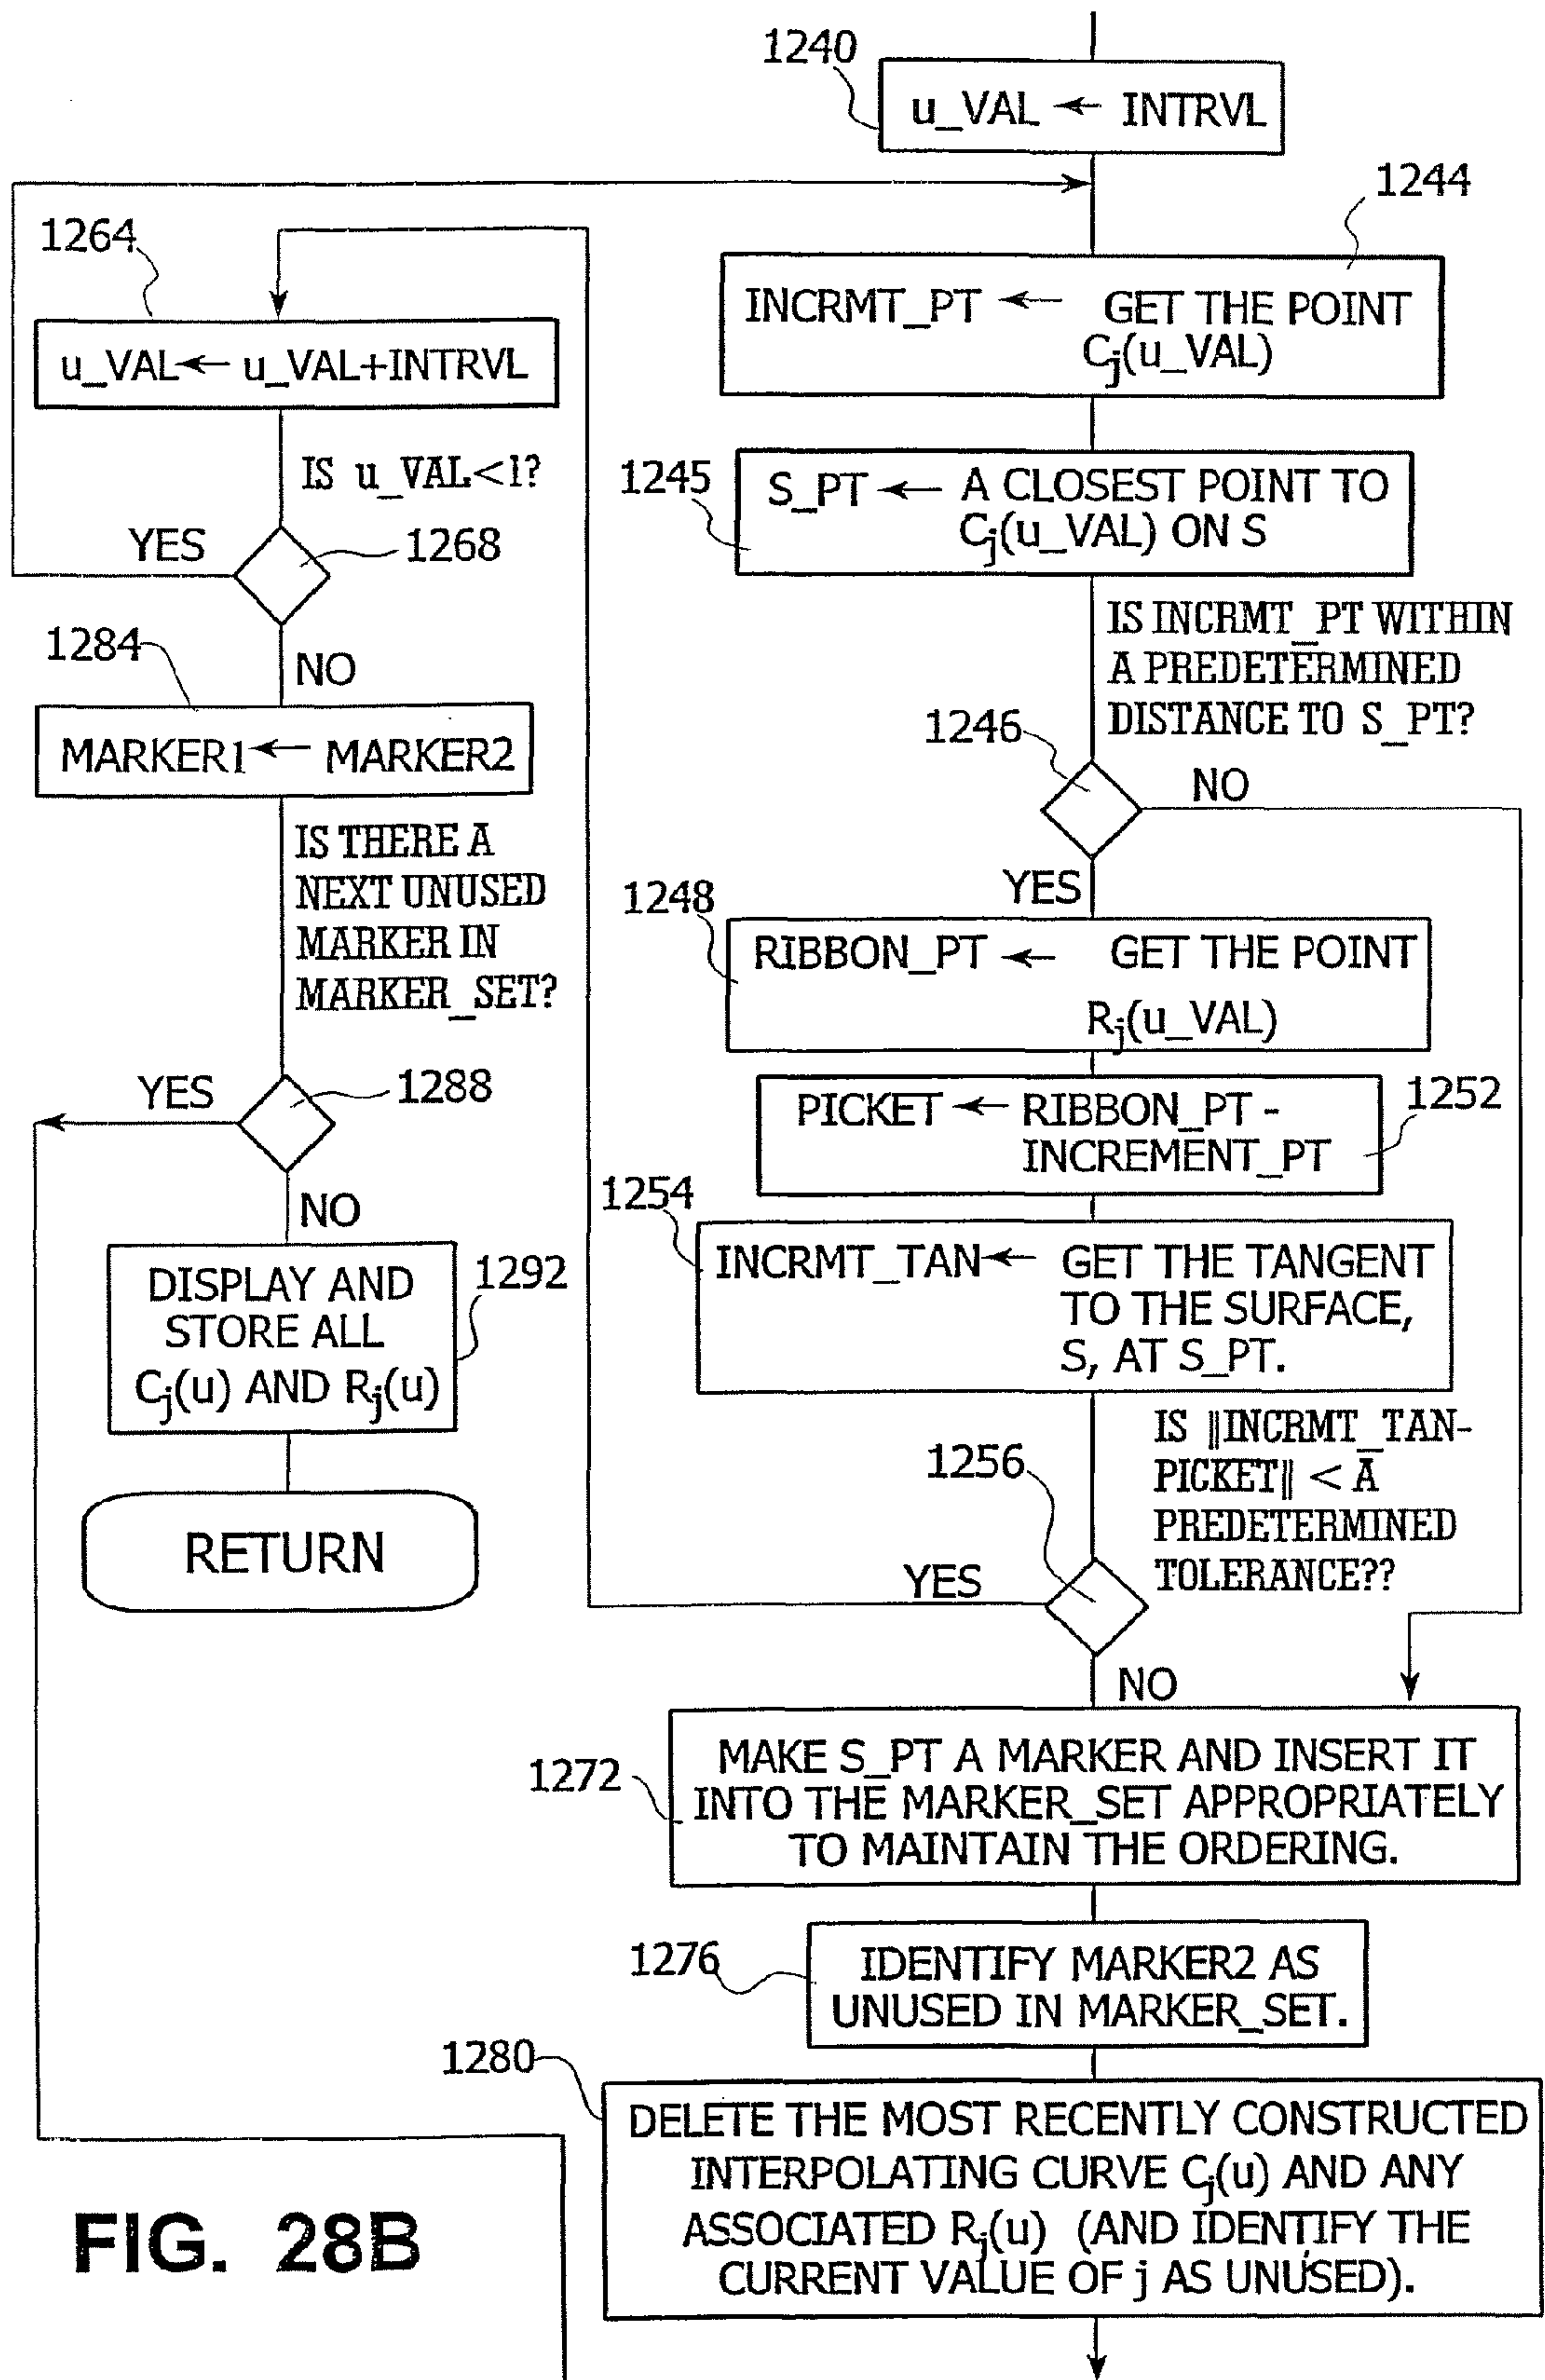 1240
u_VAL ← INTRVL
1244
INCRMT_PT ← GET THE POINT
Cj(u_VAL)
1245
S_PT ← A CLOSEST POINT TO
Cj(u_VAL) ON S
IS INCRMT_PT WITHIN
A PREDETERMINED
DISTANCE TO S_PT?
1246
NO
YES
1248
RIBBON_PT ← GET THE POINT
Rj(u_VAL)
PICKET ← RIBBON_PT -
INCREMENT_PT
1252
1254
INCRMT_TAN ← GET THE TANGENT
TO THE SURFACE,
S, AT S_PT.
IS ||INCRMT_TAN-
PICKET|| < A
PREDETERMINED
TOLERANCE??
1256
YES
NO
1264
u_VAL ← u_VAL+INTRVL
IS u_VAL<1?
YES
1268
NO
1284
MARKER1 ← MARKER2
IS THERE A
NEXT UNUSED
MARKER IN
MARKER_SET?
YES
1288
NO
DISPLAY AND
STORE ALL
Cj(u) AND Rj(u)
1292
RETURN
1272
MAKE S_PT A MARKER AND INSERT IT
INTO THE MARKER_SET APPROPRIATELY
TO MAINTAIN THE ORDERING.
1276
IDENTIFY MARKER2 AS
UNUSED IN MARKER_SET.
1280
DELETE THE MOST RECENTLY CONSTRUCTED
INTERPOLATING CURVE Cj(u) AND ANY
ASSOCIATED Rj(u) (AND IDENTIFY THE
CURRENT VALUE OF j AS UNUSED).
FIG. 28B